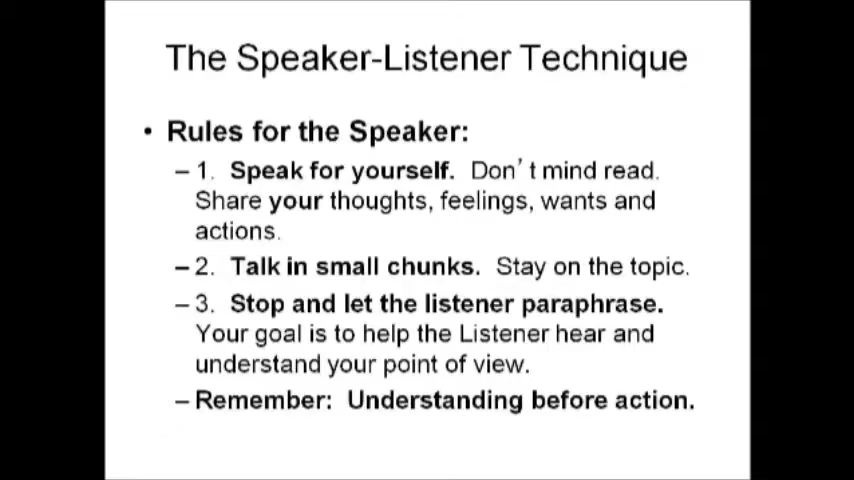 The Speaker-Listener Technique
• Rules for the Speaker:
– 1. Speak for yourself. Don't mind read.
Share your thoughts, feelings, wants and
actions.
– 2. Talk in small chunks. Stay on the topic.
– 3. Stop and let the listener paraphrase.
Your goal is to help the Listener hear and
understand your point of view.
– Remember: Understanding before action.